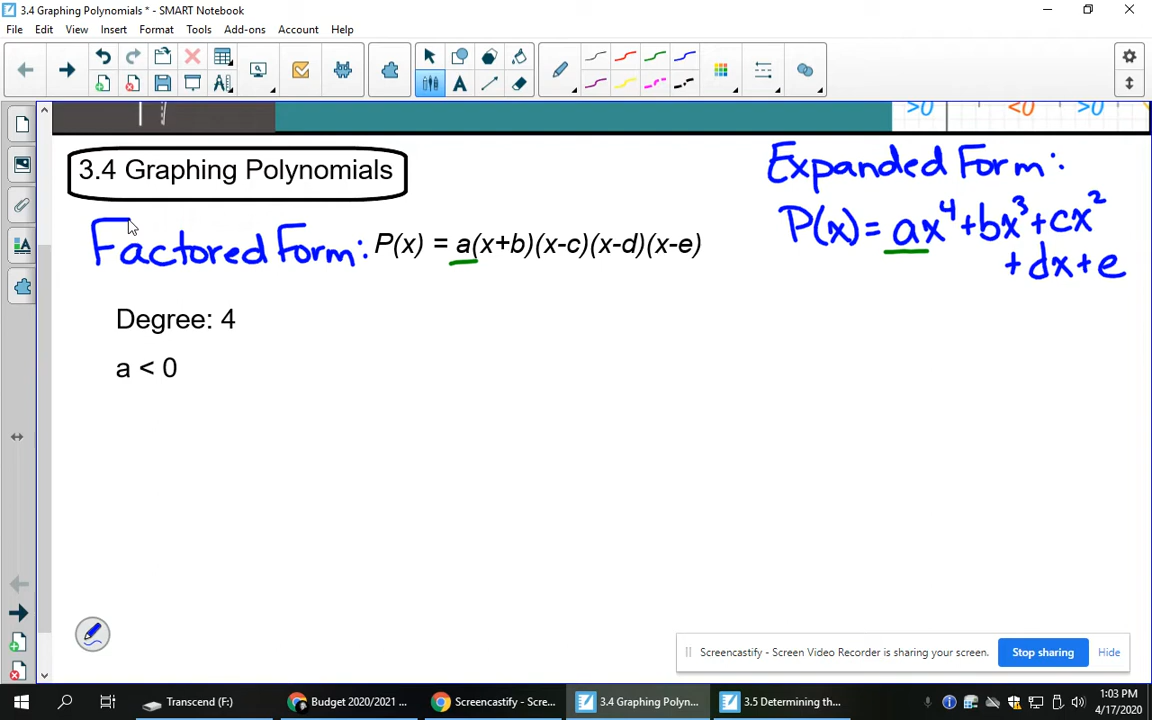 3.4 Graphing Polynomials * - SMART Notebook
File Edit View Insert Format Tools Add-ons Account Help
>0 <0 >0
3.4 Graphing Polynomials
Expanded Form:
P(x) = ax⁴+bx³+cx²
+dx+e
Factored Form: P(x) = a(x+b)(x-c)(x-d)(x-e)
Degree: 4
a < 0
Screencastify - Screen Video Recorder is sharing your screen. Stop sharing Hide
Transcend (F:) Budget 2020/2021 Screencastify - Scre... 3.4 Graphing Polyn... 3.5 Determining th...
1:03 PM
4/17/2020